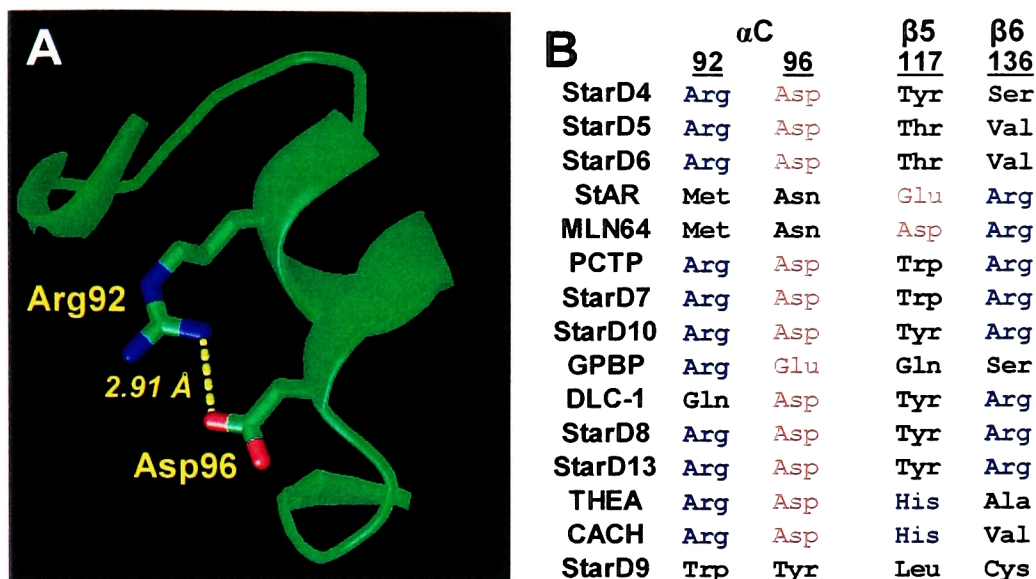 A
Arg92
2.91 Å
Asp96
B
αC β5 β6
92 96 117 136
StarD4 Arg Asp Tyr Ser
StarD5 Arg Asp Thr Val
StarD6 Arg Asp Thr Val
StAR Met Asn Glu Arg
MLN64 Met Asn Asp Arg
PCTP Arg Asp Trp Arg
StarD7 Arg Asp Trp Arg
StarD10 Arg Asp Tyr Arg
GPBP Arg Glu Gln Ser
DLC-1 Gln Asp Tyr Arg
StarD8 Arg Asp Tyr Arg
StarD13 Arg Asp Tyr Arg
THEA Arg Asp His Ala
CACH Arg Asp His Val
StarD9 Trp Tyr Leu Cys